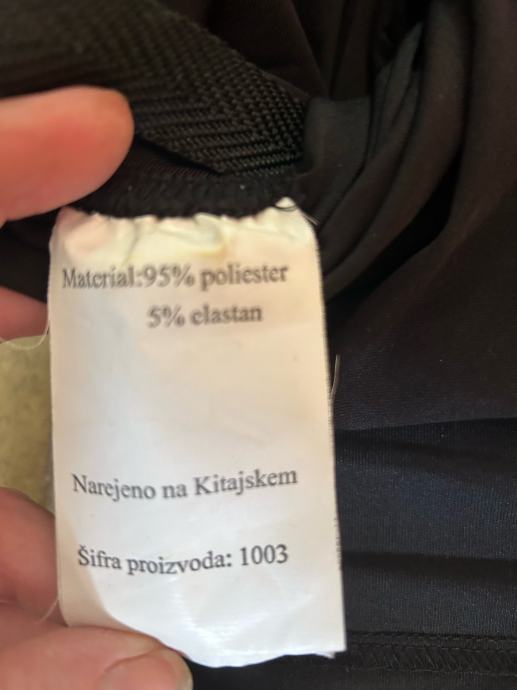 Material:95% poliester
5% elastan
Narejeno na Kitajskem
Šifra proizvoda: 1003